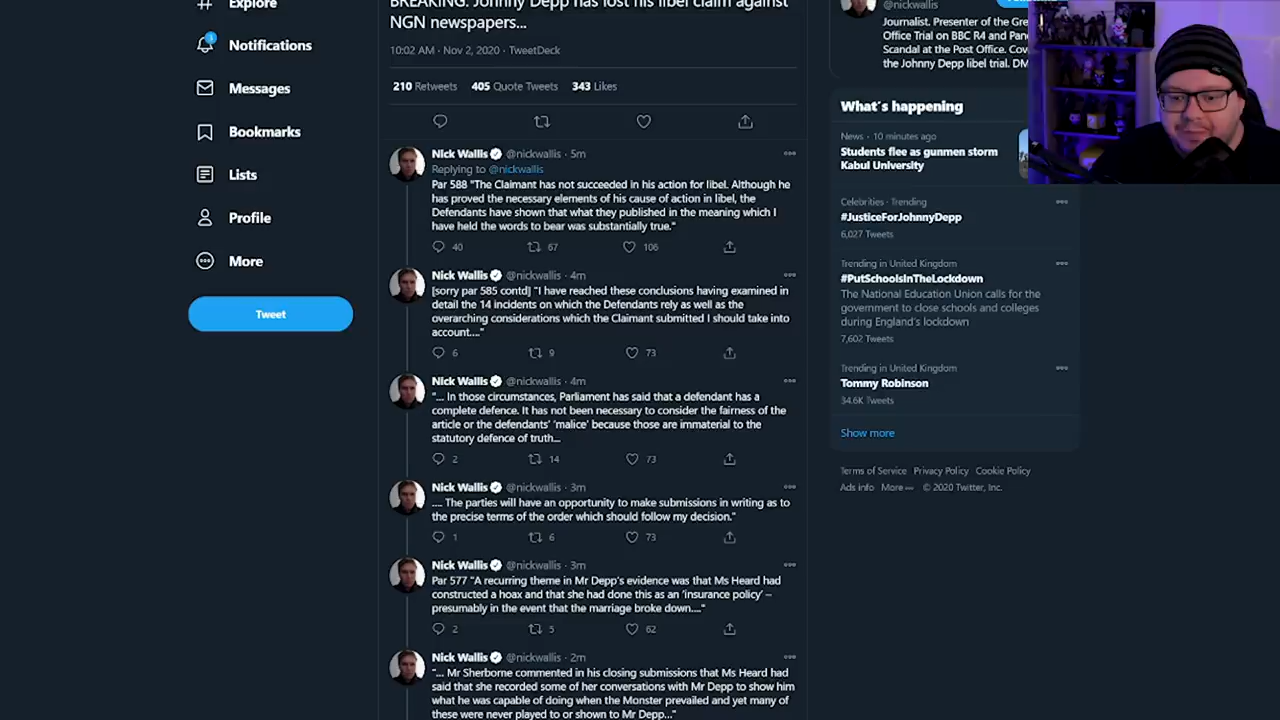 Explore
Notifications
Messages
Bookmarks
Lists
Profile
More
Tweet
BREAKING: Johnny Depp has lost his libel claim against
NGN newspapers...
10:02 AM · Nov 2, 2020 · TweetDeck
210 Retweets 405 Quote Tweets 343 Likes
Nick Wallis @nickwallis · 5m
Replying to @nickwallis
Par 588 "The Claimant has not succeeded in his action for libel. Although he
has proved the necessary elements of his cause of action in libel, the
Defendants have shown that what they published in the meaning which I
have held the words to bear was substantially true."
40 67 106
Nick Wallis @nickwallis · 4m
[sorry par 585 contd] "I have reached these conclusions having examined in
detail the 14 incidents on which the Defendants rely as well as the
overarching considerations which the Claimant submitted I should take into
account...."
6 9 73
Nick Wallis @nickwallis · 4m
"... In those circumstances, Parliament has said that a defendant has a
complete defence. It has not been necessary to consider the fairness of the
article or the defendants' 'malice' because those are immaterial to the
statutory defence of truth...
2 14 73
Nick Wallis @nickwallis · 3m
.... The parties will have an opportunity to make submissions in writing as to
the precise terms of the order which should follow my decision."
1 6 73
Nick Wallis @nickwallis · 3m
Par 577 "A recurring theme in Mr Depp's evidence was that Ms Heard had
constructed a hoax and that she had done this as an 'insurance policy' –
presumably in the event that the marriage broke down...."
2 5 62
Nick Wallis @nickwallis · 2m
"... Mr Sherborne commented in his closing submissions that Ms Heard had
said that she recorded some of her conversations with Mr Depp to show him
what he was capable of doing when the Monster prevailed and yet many of
these were never played to or shown to Mr Depp..."
@nickwallis
Journalist. Presenter of the Gre
Office Trial on BBC R4 and Pan
Scandal at the Post Office. Cov
the Johnny Depp libel trial. DM
What's happening
News · 10 minutes ago
Students flee as gunmen storm
Kabul University
Celebrities · Trending
#JusticeForJohnnyDepp
6,027 Tweets
Trending in United Kingdom
#PutSchoolsInTheLockdown
The National Education Union calls for the
government to close schools and colleges
during England's lockdown
7,602 Tweets
Trending in United Kingdom
Tommy Robinson
34.6K Tweets
Show more
Terms of Service Privacy Policy Cookie Policy
Ads info More © 2020 Twitter, Inc.